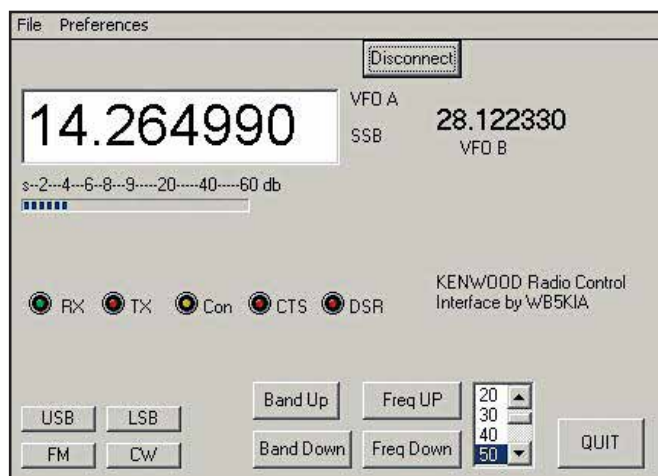 File Preferences
Disconnect
14.264990
VFO A
SSB
28.122330
VFO B
s--2---4---6--8---9----20-----40-----60 db
RX TX Con CTS DSR
KENWOOD Radio Control
Interface by WB5KIA
USB LSB
FM CW
Band Up
Band Down
Freq UP
Freq Down
20
30
40
50
QUIT